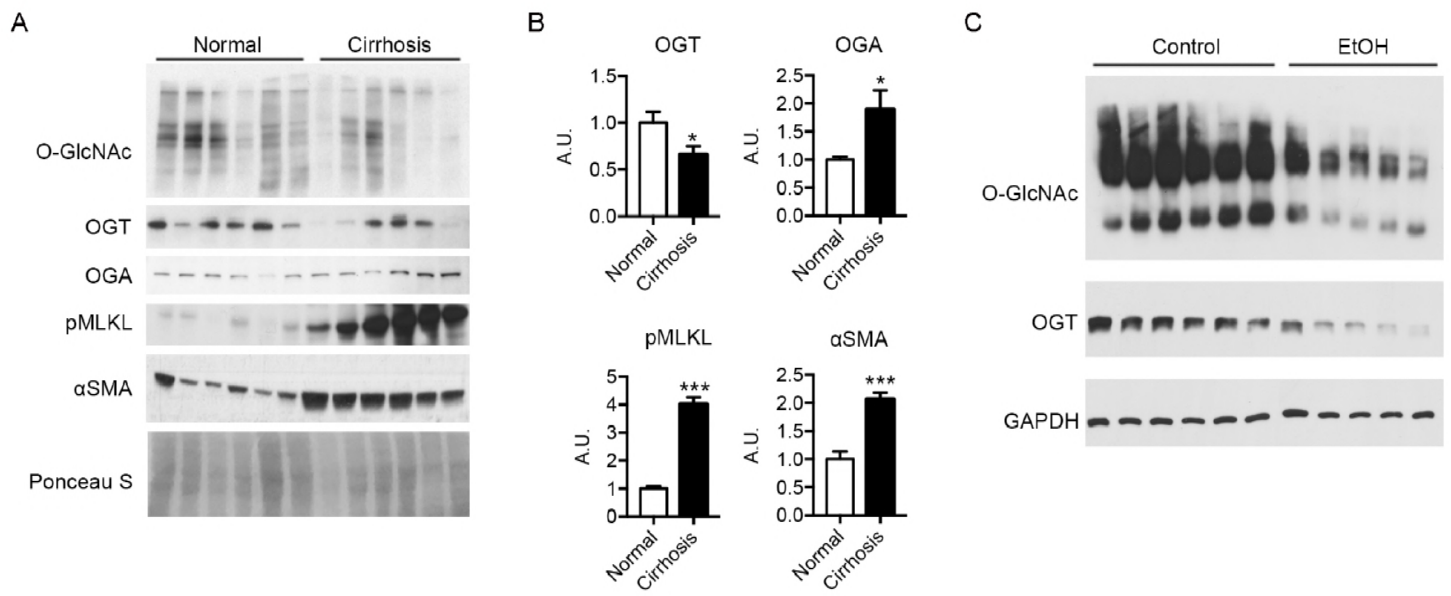 A
Normal Cirrhosis
O-GlcNAc
OGT
OGA
pMLKL
αSMA
Ponceau S
B
OGT
A.U.
1.5
1.0
0.5
0.0
*
Normal
Cirrhosis
OGA
A.U.
2.5
2.0
1.5
1.0
0.5
0.0
*
Normal
Cirrhosis
pMLKL
A.U.
5
4
3
2
1
0
***
Normal
Cirrhosis
αSMA
A.U.
2.5
2.0
1.5
1.0
0.5
0.0
***
Normal
Cirrhosis
C
Control EtOH
O-GlcNAc
OGT
GAPDH